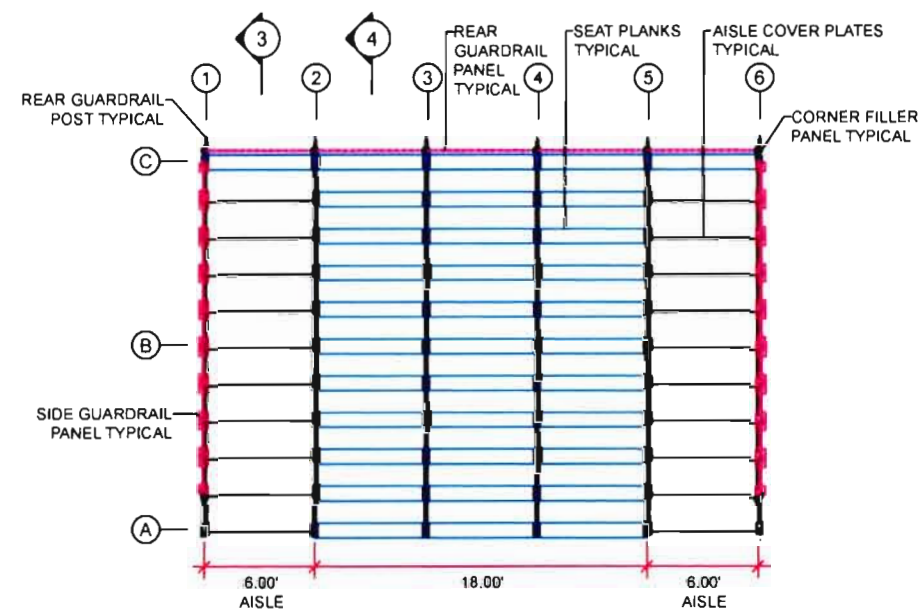 3
4
REAR
GUARDRAIL
PANEL
TYPICAL
SEAT PLANKS
TYPICAL
AISLE COVER PLATES
TYPICAL
1
2
3
4
5
6
REAR GUARDRAIL
POST TYPICAL
CORNER FILLER
PANEL TYPICAL
C
B
SIDE GUARDRAIL
PANEL TYPICAL
A
6.00'
AISLE
18.00'
6.00'
AISLE